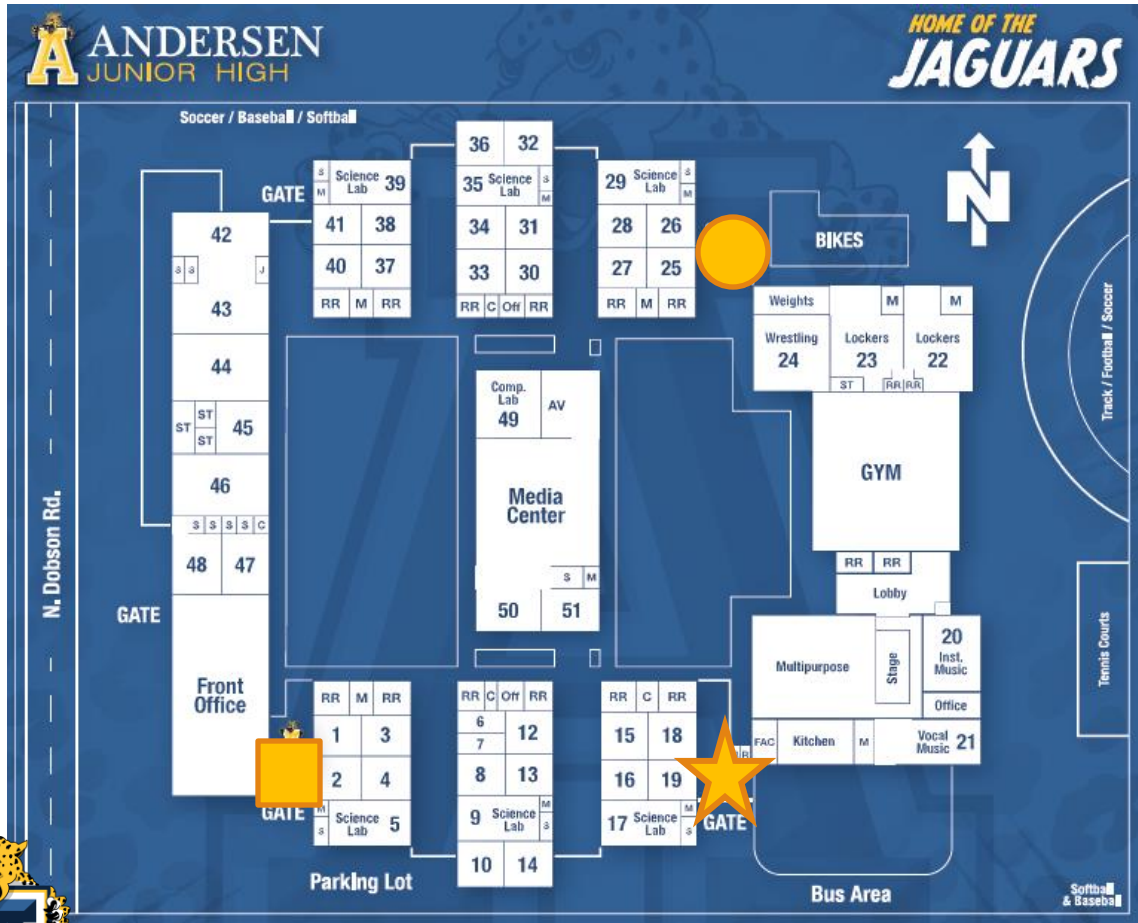 A ANDERSEN
JUNIOR HIGH
HOME OF THE
JAGUARS
Soccer / Baseball / Softball
GATE
N
BIKES
N. Dobson Rd.
42
S S J
43
44
ST
ST ST
45
46
S S S S C
48 47
GATE
Front
Office
S
M
Science
Lab 39
41 38
40 37
RR M RR
36 32
35 Science
Lab
S
M
34 31
33 30
RR C Off RR
29 Science
Lab
S
M
28 26
27 25
RR M RR
Weights M M
Wrestling
24
Lockers
23
Lockers
22
ST RR RR
GYM
RR RR
Lobby
Track / Football / Soccer
Tennis Courts
Comp.
Lab
49
AV
Media
Center
S M
50 51
Multipurpose
Stage
20
Inst.
Music
Office
FAC Kitchen M Vocal
Music 21
RR M RR
1 3
2 4
GATE
M
S
Science
Lab 5
RR C Off RR
6
7
12
8 13
9 Science
Lab
M
S
10 14
RR C RR
15 18
16 19
17 Science
Lab
M
S
GATE
Parking Lot
Bus Area
Softball
& Baseball